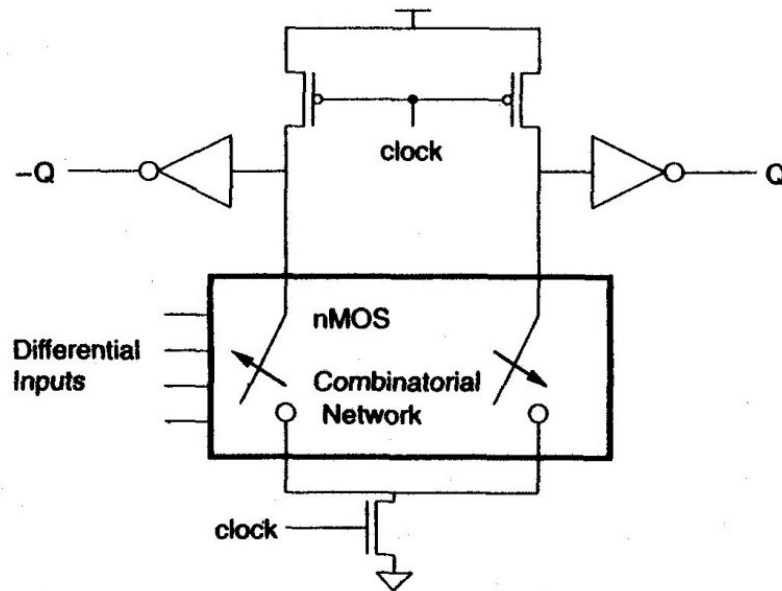 clock
-Q
Q
nMOS
Differential
Inputs
Combinatorial
Network
clock